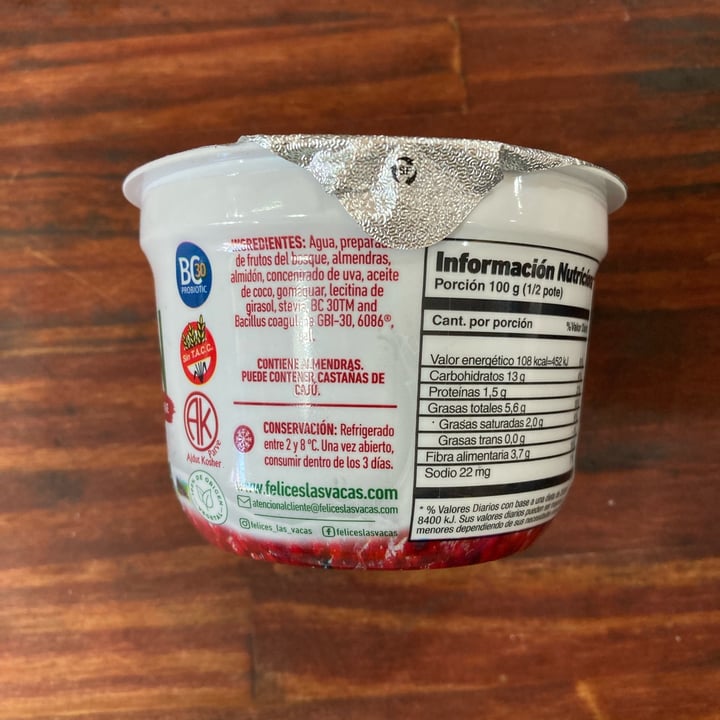 BC30
PROBIOTIC
Sin T.A.C.C.
AK
Parve
Ajdut Kosher
INGREDIENTES: Agua,
de frutos del bosque, almendras,
almidón, concentrado de uva, aceite
de coco, goma guar, lecitina de
girasol, stevia, BC 30TM and
Bacillus coagulans GBI-30, 6086®,
CONTIENE ALMENDRAS.
PUEDE CONTENER CASTAÑAS DE
CAJÚ.
CONSERVACIÓN: Refrigerado
entre 2 y 8 °C. Una vez abierto,
consumir dentro de los 3 días.
www.feliceslasvacas.com
atencionalcliente@feliceslasvacas.com
felices_las_vacas feliceslasvacas
Información
Porción 100 g (1/2 pote)
Cant. por porción %Valor
Valor energético 108 kcal=452 kJ
Carbohidratos 13 g
Proteínas 1,5 g
Grasas totales 5,6 g
Grasas saturadas 2,0 g
Grasas trans 0,0 g
Fibra alimentaria 3,7 g
Sodio 22 mg
* % Valores Diarios con base a una dieta de
8400 kJ. Sus valores diarios pueden ser
menores dependiendo de sus